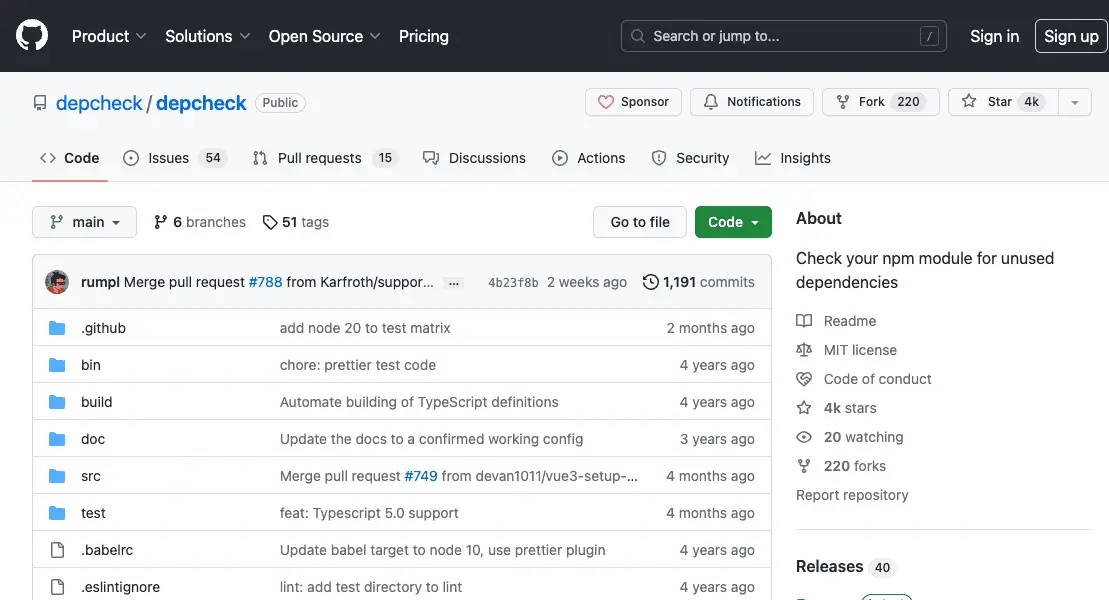 Product Solutions Open Source Pricing Search or jump to... / Sign in Sign up
depcheck / depcheck Public Sponsor Notifications Fork 220 Star 4k
Code Issues 54 Pull requests 15 Discussions Actions Security Insights
main 6 branches 51 tags Go to file Code
rumpl Merge pull request #788 from Karfroth/suppor... ... 4b23f8b 2 weeks ago 1,191 commits
.github add node 20 to test matrix 2 months ago
bin chore: prettier test code 4 years ago
build Automate building of TypeScript definitions 4 years ago
doc Update the docs to a confirmed working config 3 years ago
src Merge pull request #749 from devan1011/vue3-setup-... 4 months ago
test feat: Typescript 5.0 support 4 months ago
.babelrc Update babel target to node 10, use prettier plugin 4 years ago
.eslintignore lint: add test directory to lint 4 years ago
About
Check your npm module for unused
dependencies
Readme
MIT license
Code of conduct
4k stars
20 watching
220 forks
Report repository
Releases 40